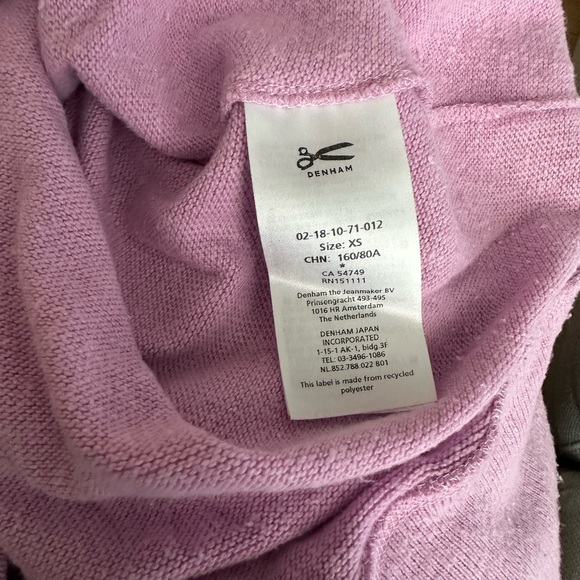 DENHAM
02-18-10-71-012
Size: XS
CHN: 160/80A
*
CA 54749
RN151111
Denham the Jeanmaker BV
Prinsengracht 493-495
1016 HR Amsterdam
The Netherlands
DENHAM JAPAN
INCORPORATED
1-15-1 AK-1, bidg.3F
TEL: 03-3496-1086
NL.852.788.022 B01
This label is made from recycled
polyester